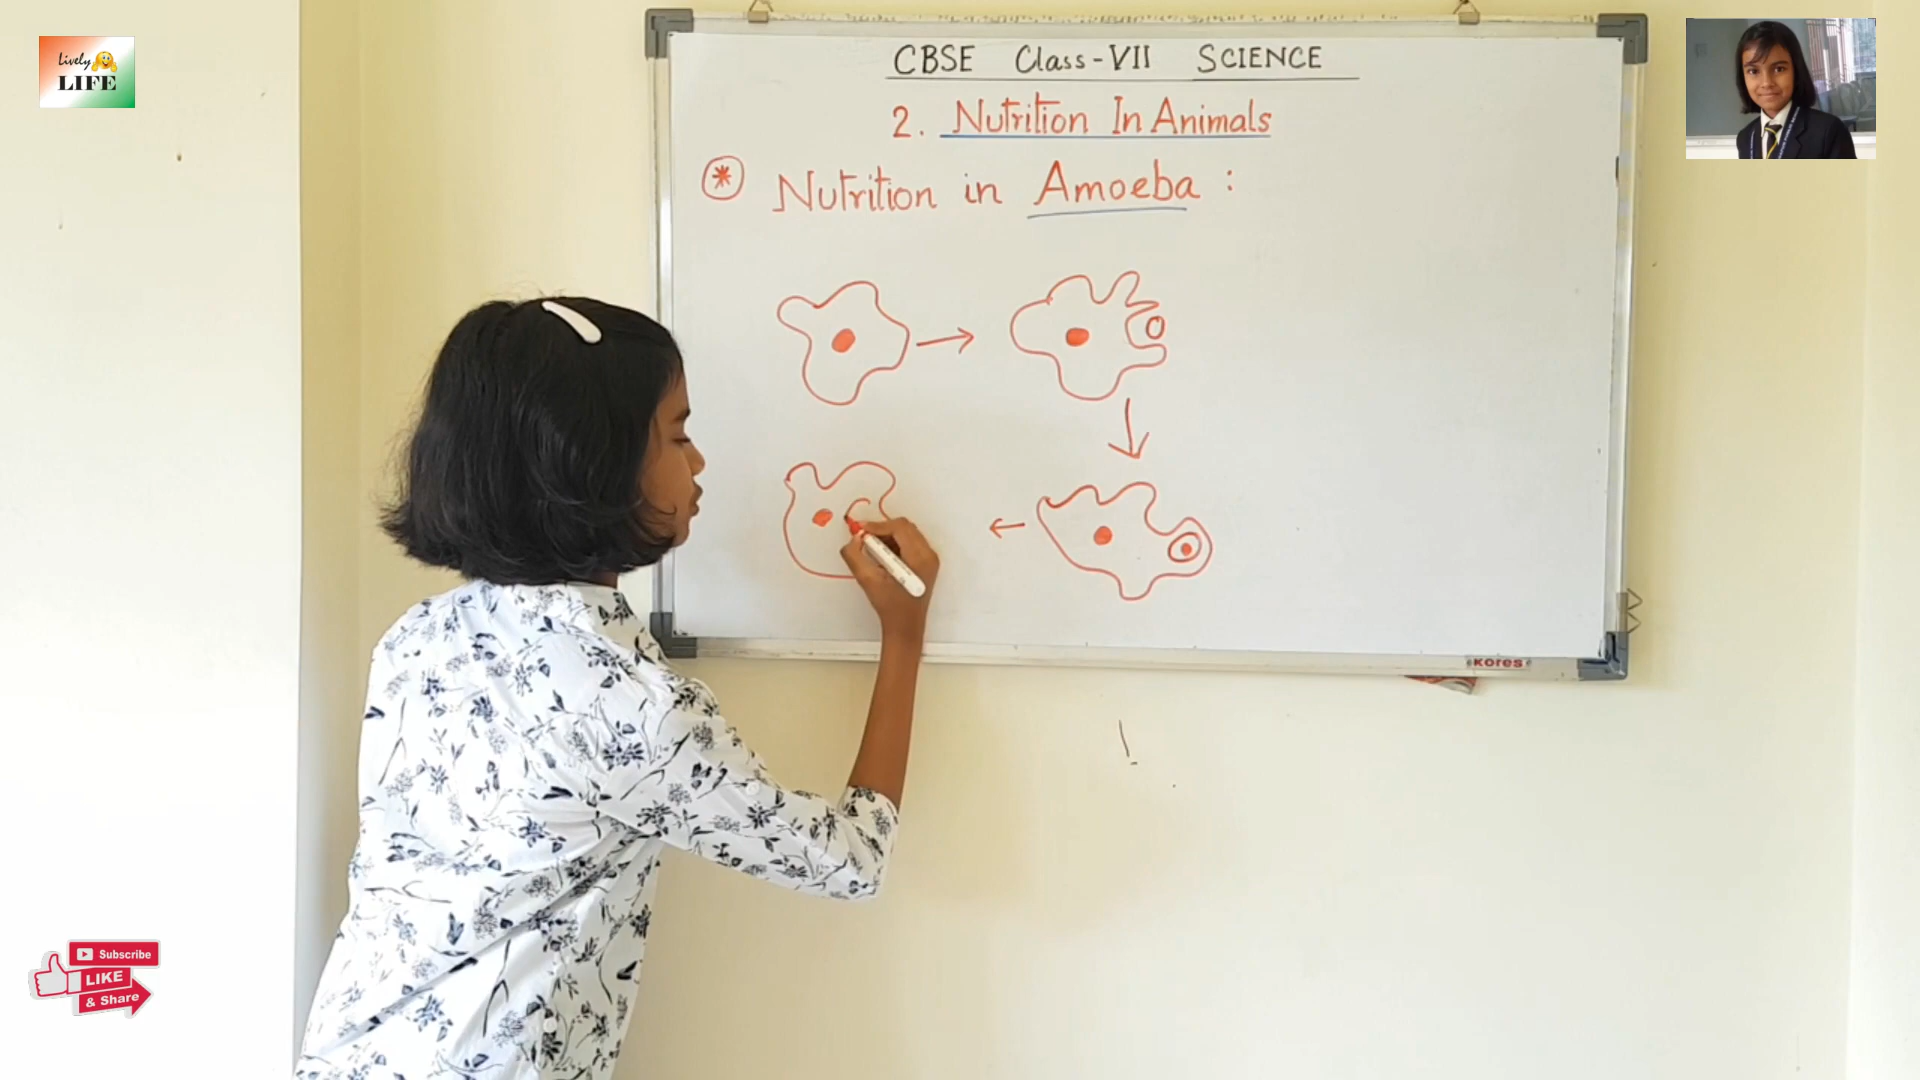 Lively
LIFE
CBSE Class-VII SCIENCE
2. Nutrition In Animals
* Nutrition in Amoeba :
kores
Subscribe
LIKE
& Share